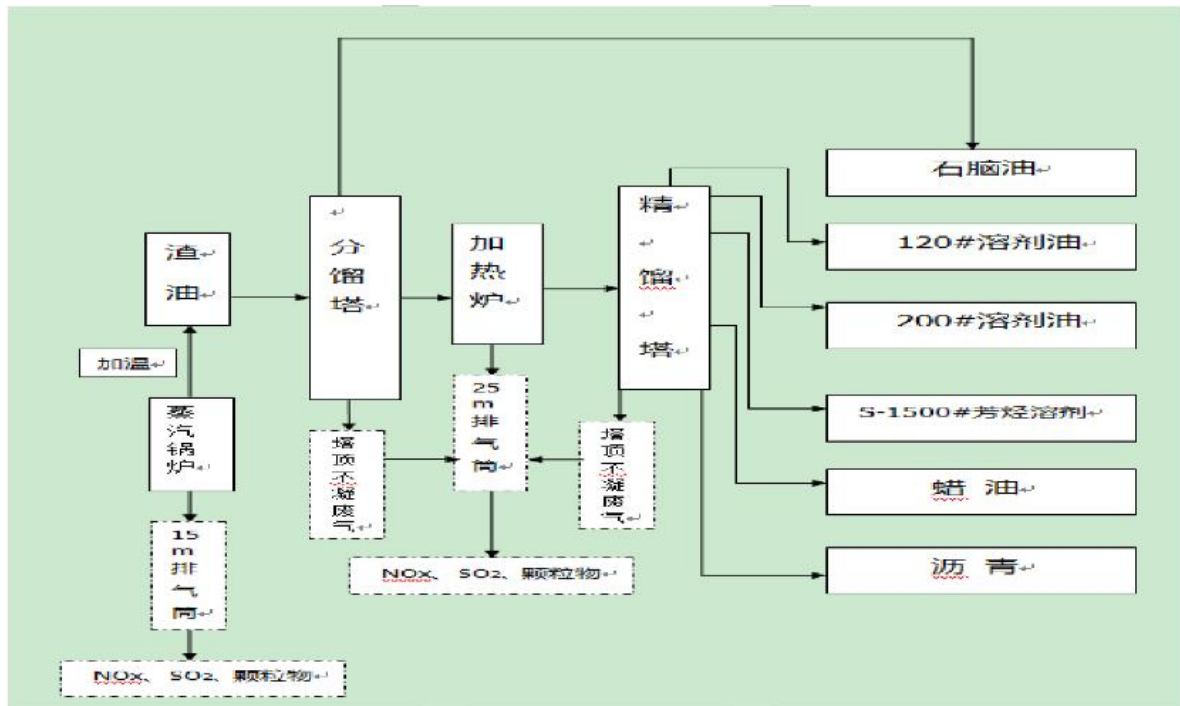 石脑油
120#溶剂油
200#溶剂油
S-1500#芳烃溶剂
蜡 油
沥 青
渣
油
分
馏
塔
加
热
炉
精
馏
塔
加温
蒸
汽
锅
炉
25
m排
气
筒
塔
顶
不
凝
废
气
塔
顶
不
凝
废
气
15
m排
气
筒
NOx、SO2、颗粒物
NOx、SO2、颗粒物